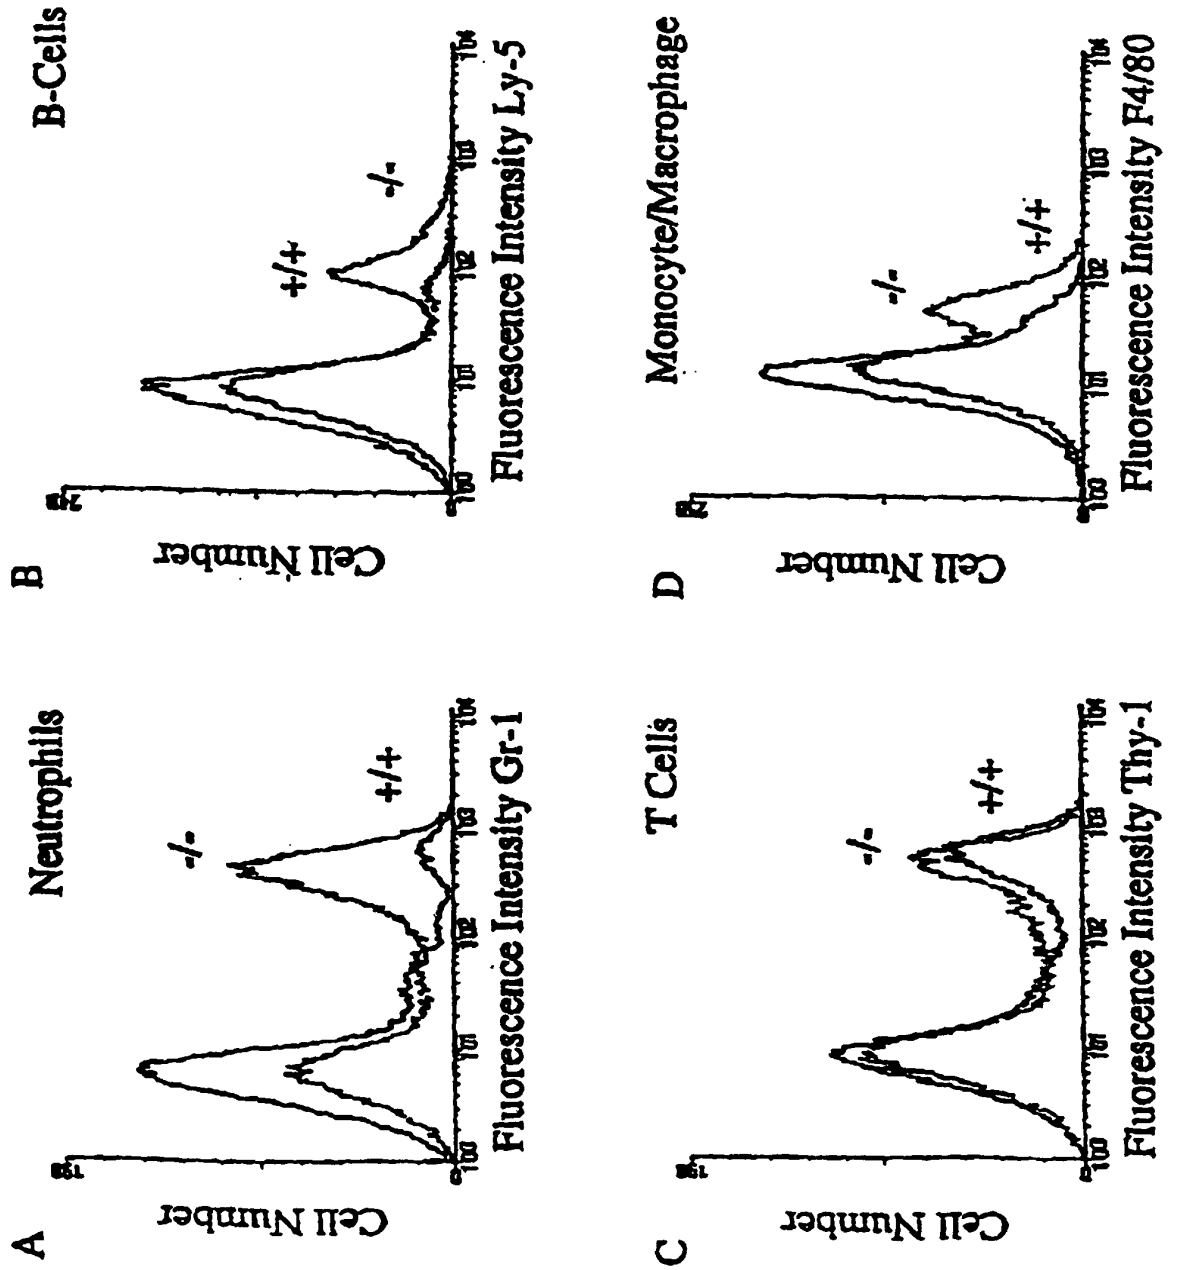 A
Neutrophils
Cell Number
-/-
+/+
Fluorescence Intensity Gr-1
B
B-Cells
Cell Number
+/+
-/-
Fluorescence Intensity Ly-5
C
T Cells
Cell Number
-/-
+/+
Fluorescence Intensity Thy-1
D
Monocyte/Macrophage
Cell Number
-/-
+/+
Fluorescence Intensity F4/80